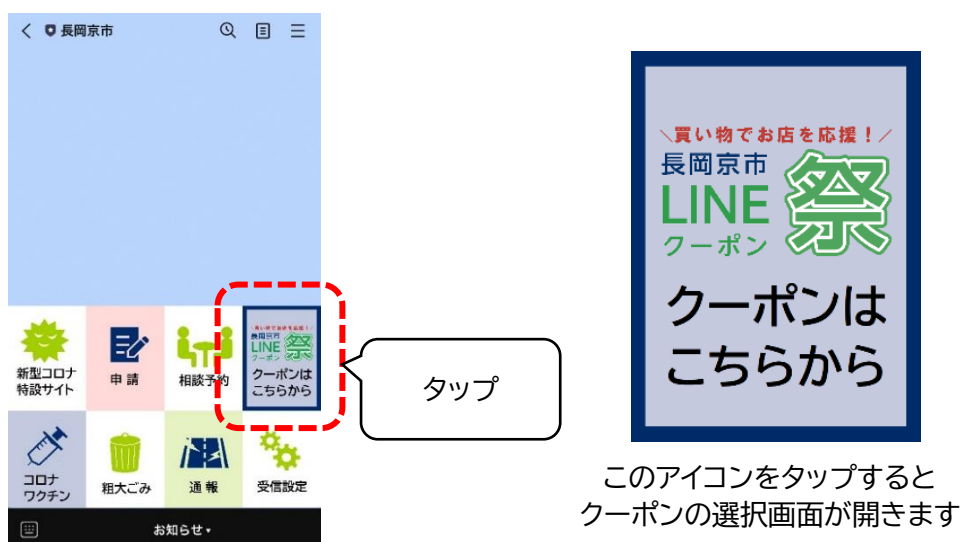 長岡京市
新型コロナ
特設サイト
申請
相談予約
＼買い物でお店を応援！／
長岡京市
LINE
クーポン
祭
クーポンは
こちらから
コロナ
ワクチン
粗大ごみ
通報
受信設定
お知らせ▾
タップ
＼買い物でお店を応援！／
長岡京市
LINE
クーポン
祭
クーポンは
こちらから
このアイコンをタップすると
クーポンの選択画面が開きます